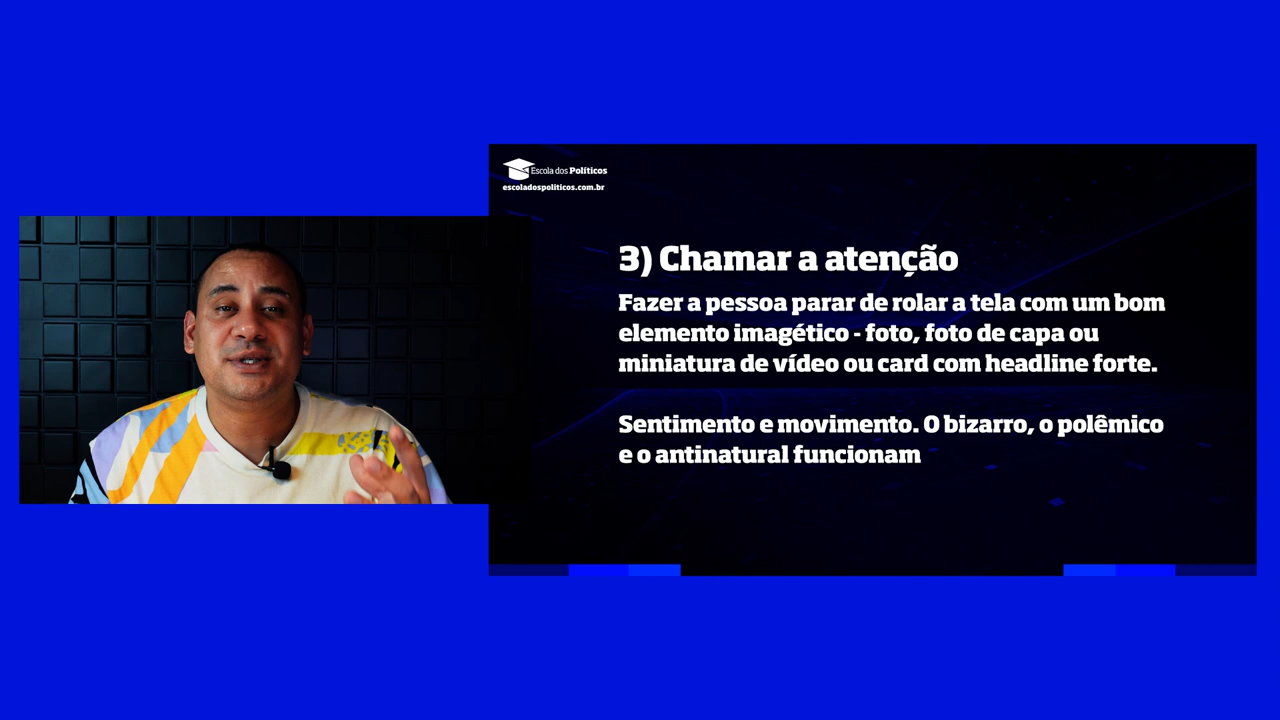 Escola dos Políticos
escoladospoliticos.com.br
3) Chamar a atenção
Fazer a pessoa parar de rolar a tela com um bom
elemento imagético - foto, foto de capa ou
miniatura de vídeo ou card com headline forte.
Sentimento e movimento. O bizarro, o polêmico
e o antinatural funcionam